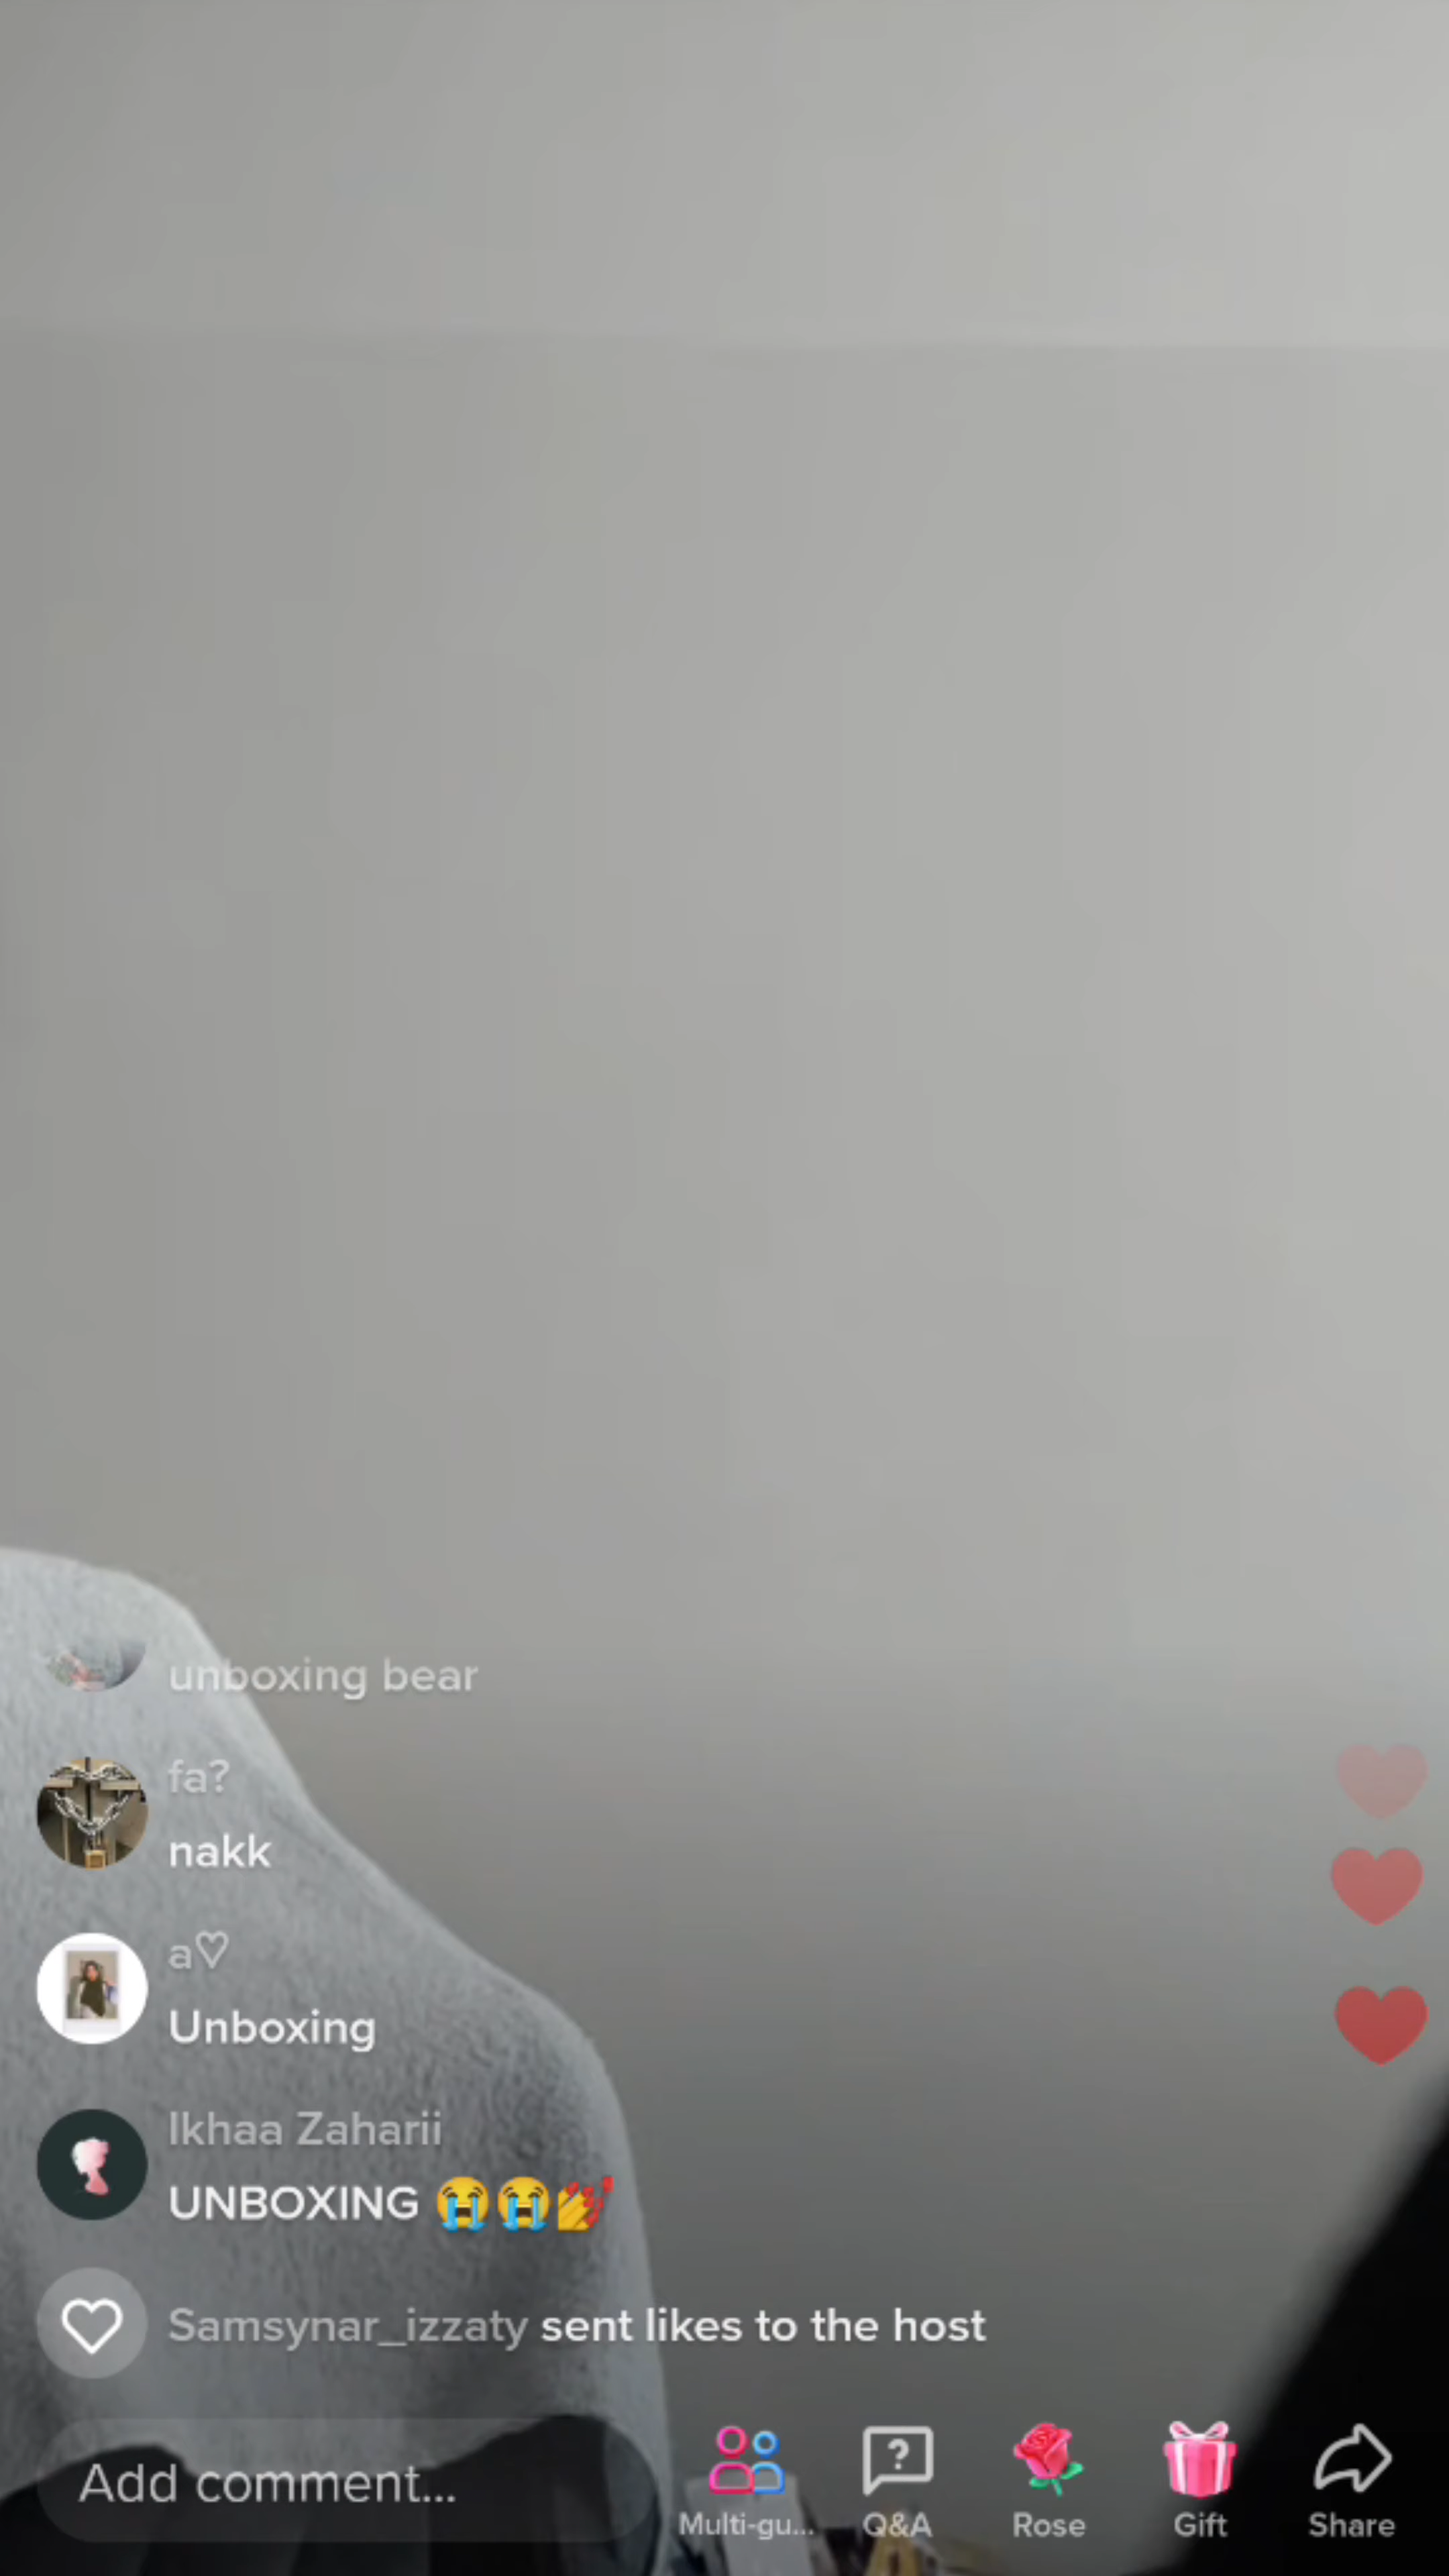 unboxing bear
fa?
nakk
a♡
Unboxing
Ikhaa Zaharii
UNBOXING 😭😭💅
Samsynar_izzaty sent likes to the host
Add comment...
Multi-gu...
Q&A
Rose
Gift
Share